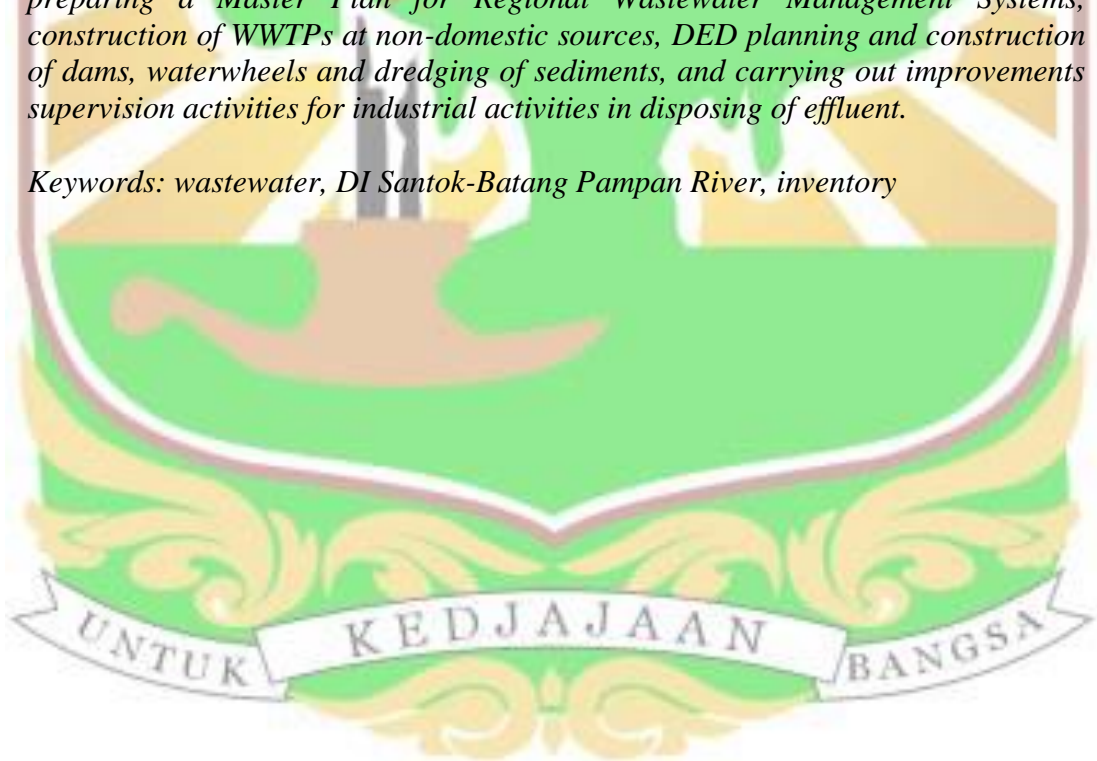 preparing a Master Plan for Regional Wastewater Management Systems,
construction of WWTPs at non-domestic sources, DED planning and construction
of dams, waterwheels and dredging of sediments, and carrying out improvements
supervision activities for industrial activities in disposing of effluent.
Keywords: wastewater, DI Santok-Batang Pampan River, inventory
UNTUK KEDJAJAAN BANGSA